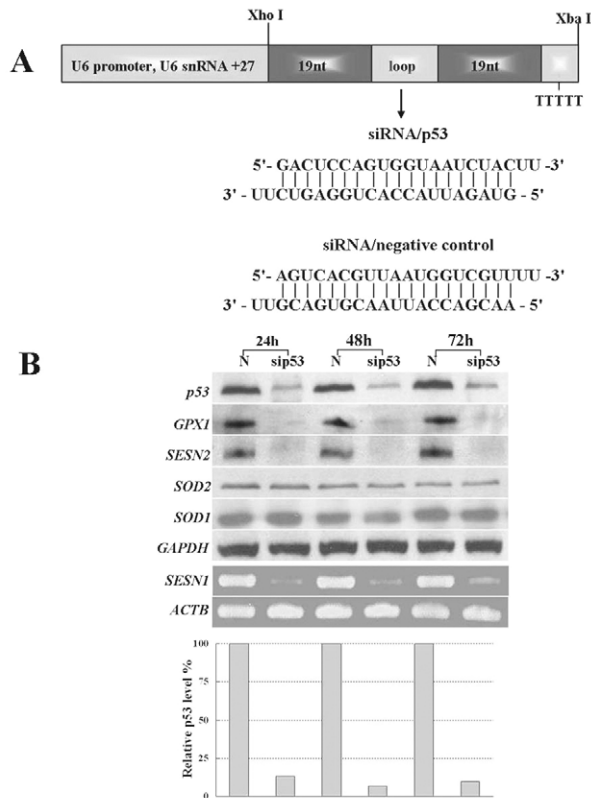 Xho I
Xba I
A
U6 promoter, U6 snRNA +27
19nt
loop
19nt
TTTTT
siRNA/p53
5'- GACUCCAGUGGUAAUCUACUU -3'
3' - UUCUGAGGUCACCAUUAGAUG - 5'
siRNA/negative control
5'- AGUCACGUUAAUGGUCGUUUU -3'
3'- UUGCAGUGCAAUUACCAGCAA - 5'
B
24h 48h 72h
N sip53 N sip53 N sip53
p53
GPX1
SESN2
SOD2
SOD1
GAPDH
SESN1
ACTB
Relative p53 level %
100
75
50
25
0